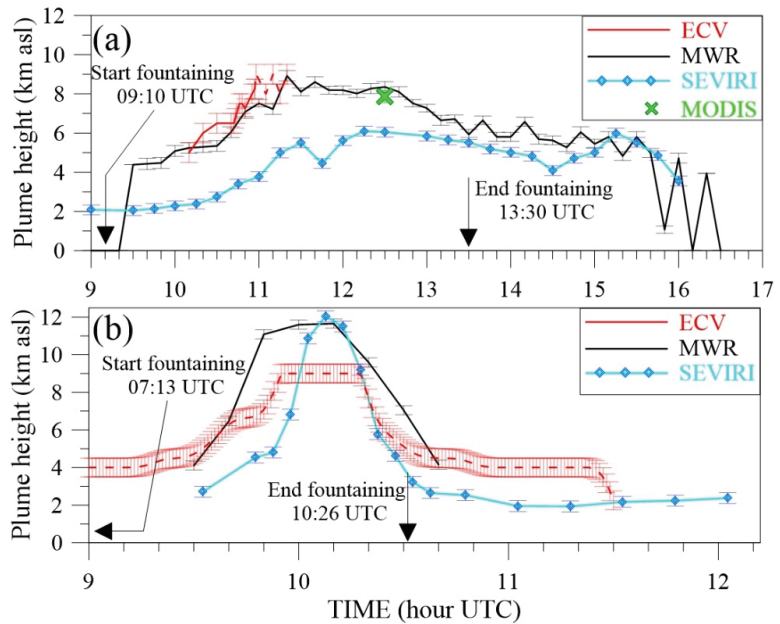 (a)
ECV
MWR
SEVIRI
MODIS
Start fountaining
09:10 UTC
End fountaining
13:30 UTC
Plume height (km asl)
12
10
8
6
4
2
0
9 10 11 12 13 14 15 16 17
(b)
ECV
MWR
SEVIRI
Start fountaining
07:13 UTC
End fountaining
10:26 UTC
Plume height (km asl)
12
10
8
6
4
2
0
9 10 11 12
TIME (hour UTC)